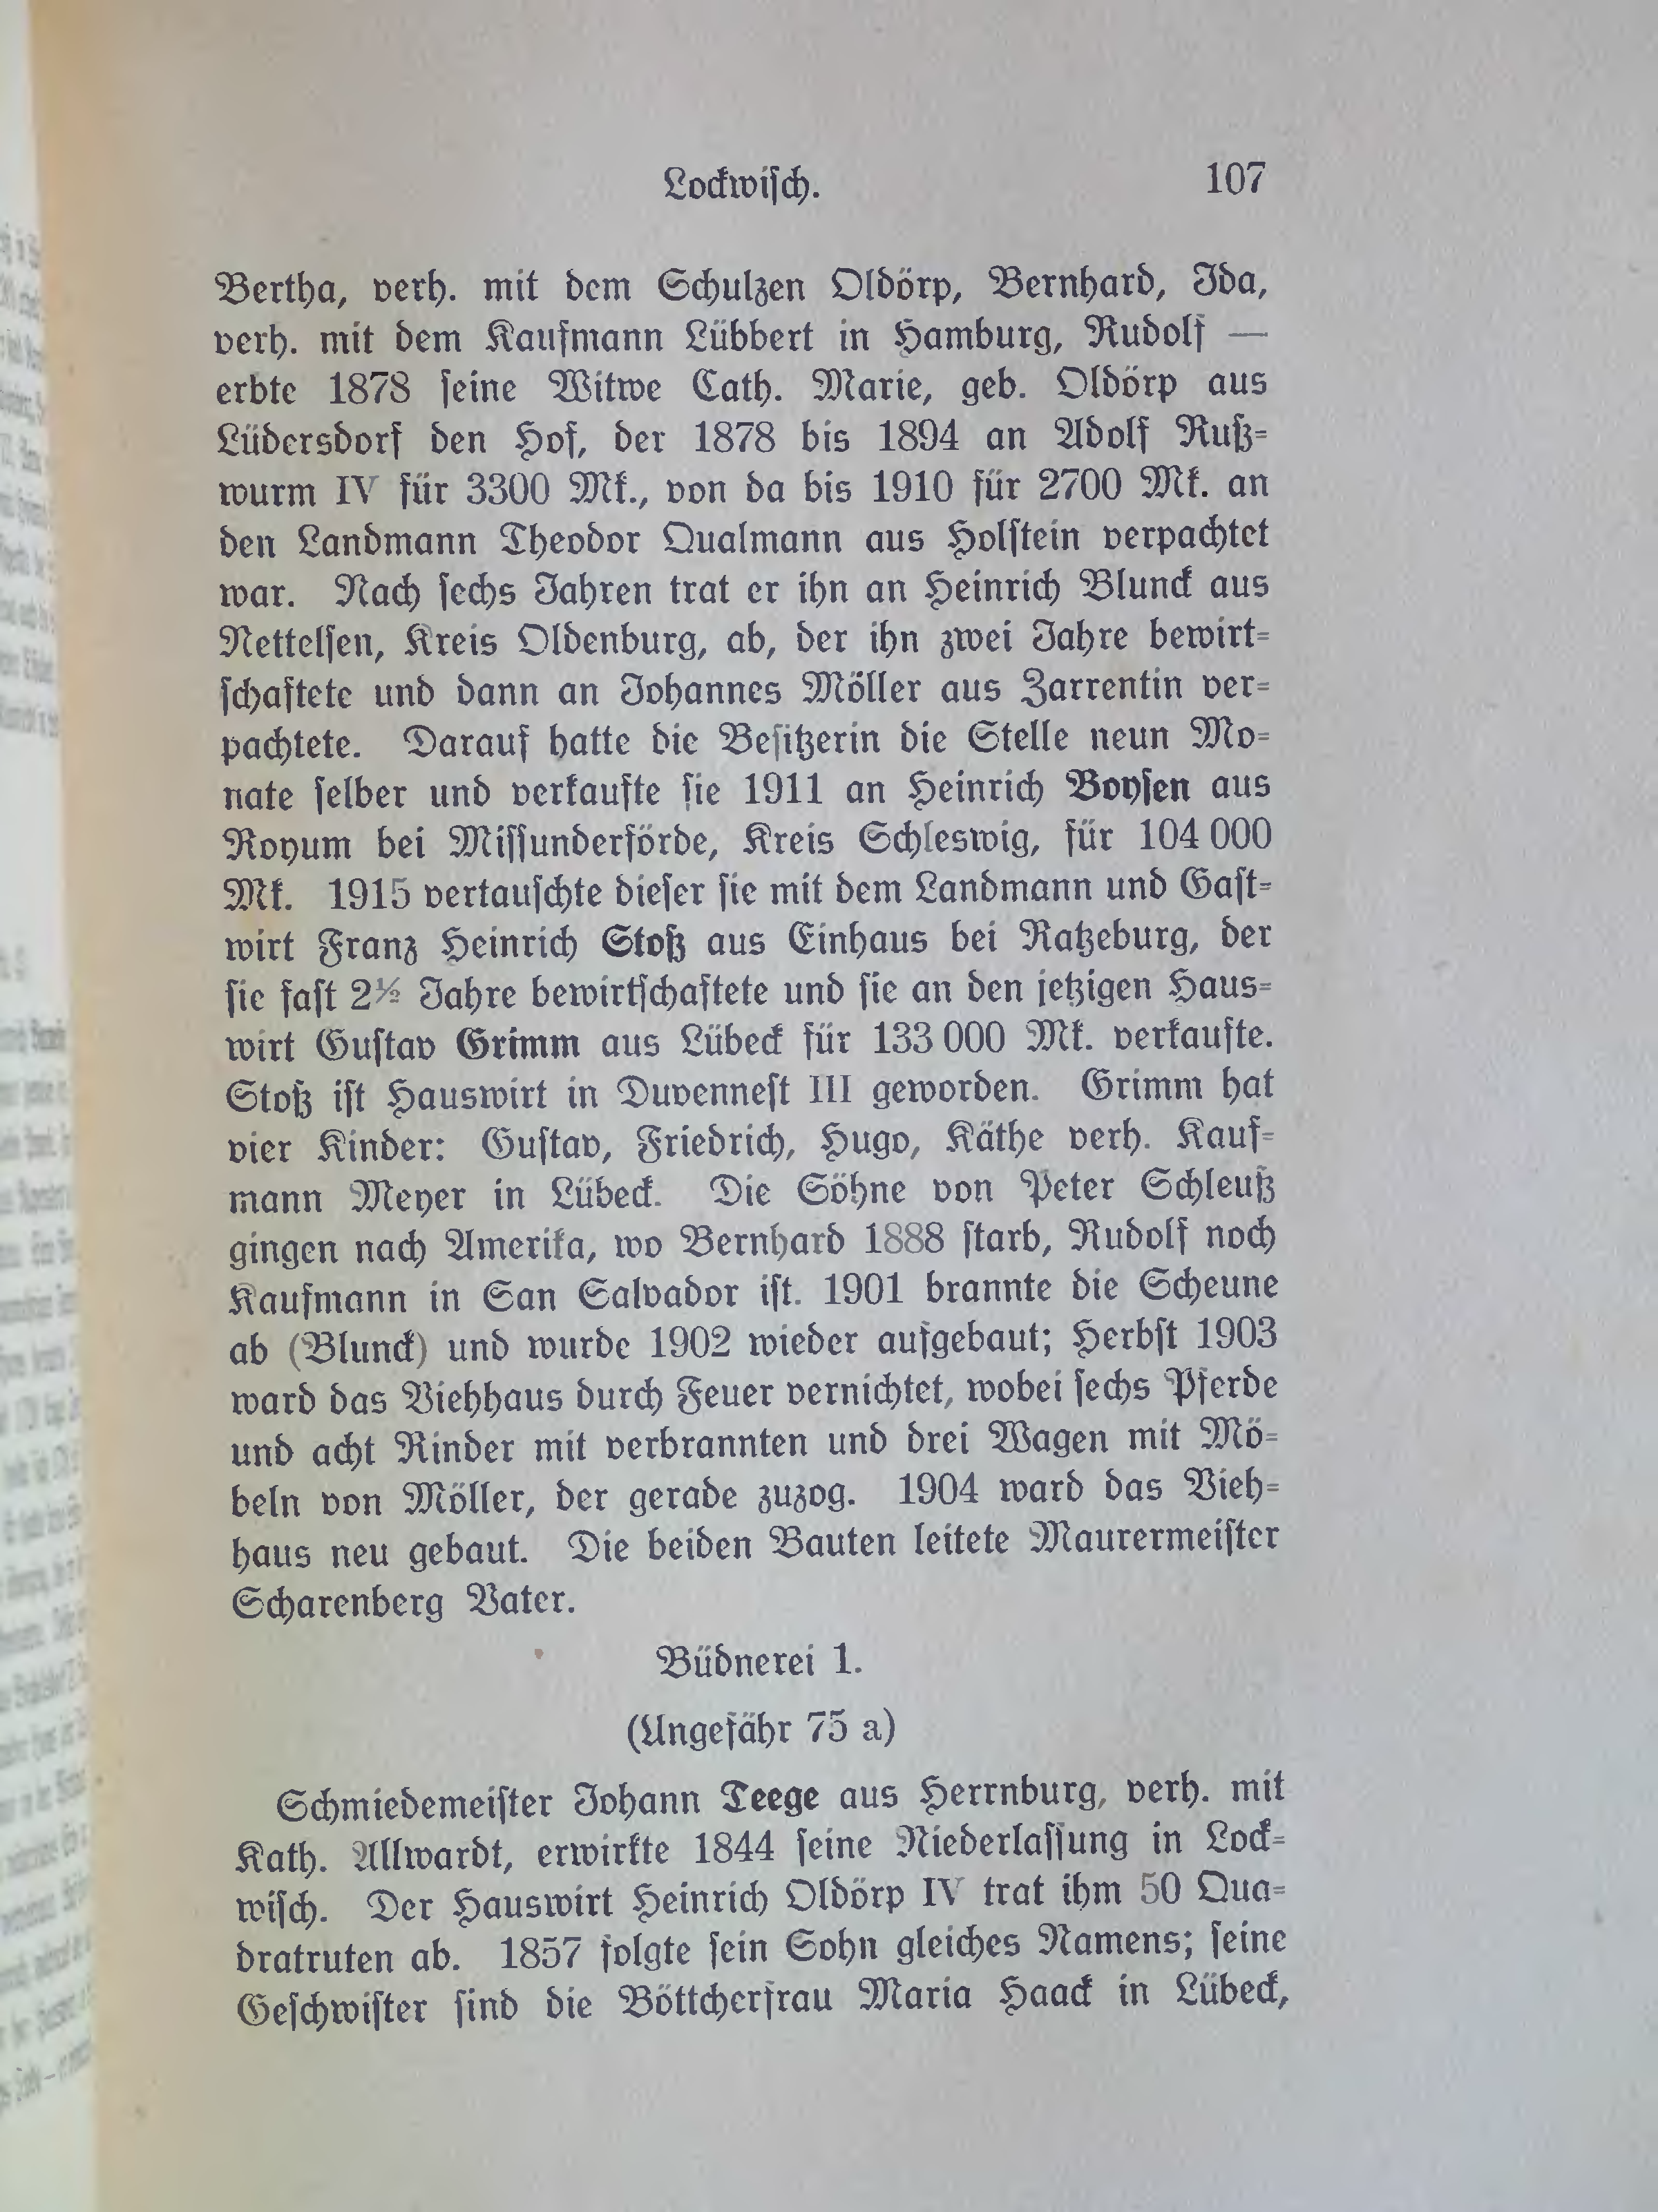 Lockwisch. 107
Bertha, verh. mit dem Schulzen Oldörp, Bernhard, Ida,
verh. mit dem Kaufmann Lübbert in Hamburg, Rudolf —
erbte 1878 seine Witwe Cath. Marie, geb. Oldörp aus
Lüdersdorf den Hof, der 1878 bis 1894 an Adolf Ruß-
wurm IV für 3300 Mk., von da bis 1910 für 2700 Mk. an
den Landmann Theodor Qualmann aus Holstein verpachtet
war. Nach sechs Jahren trat er ihn an Heinrich Blunck aus
Nettelsen, Kreis Oldenburg, ab, der ihn zwei Jahre bewirt-
schaftete und dann an Johannes Möller aus Zarrentin ver-
pachtete. Darauf hatte die Besitzerin die Stelle neun Mo-
nate selber und verkaufte sie 1911 an Heinrich Boysen aus
Royum bei Missunderförde, Kreis Schleswig, für 104 000
Mk. 1915 vertauschte dieser sie mit dem Landmann und Gast-
wirt Franz Heinrich Stoß aus Einhaus bei Ratzeburg, der
sie fast 2½ Jahre bewirtschaftete und sie an den jetzigen Haus-
wirt Gustav Grimm aus Lübeck für 133 000 Mk. verkaufte.
Stoß ist Hauswirt in Duvennest III geworden. Grimm hat
vier Kinder: Gustav, Friedrich, Hugo, Käthe verh. Kauf-
mann Meyer in Lübeck. Die Söhne von Peter Schleuß
gingen nach Amerika, wo Bernhard 1888 starb, Rudolf noch
Kaufmann in San Salvador ist. 1901 brannte die Scheune
ab (Blunck) und wurde 1902 wieder aufgebaut; Herbst 1903
ward das Viehhaus durch Feuer vernichtet, wobei sechs Pferde
und acht Rinder mit verbrannten und drei Wagen mit Mö-
beln von Möller, der gerade zuzog. 1904 ward das Vieh-
haus neu gebaut. Die beiden Bauten leitete Maurermeister
Scharenberg Vater.
Büdnerei 1.
(Ungefähr 75 a)
Schmiedemeister Johann Teege aus Herrnburg, verh. mit
Kath. Allwardt, erwirkte 1844 seine Niederlassung in Lock-
wisch. Der Hauswirt Heinrich Oldörp IV trat ihm 50 Qua-
dratruten ab. 1857 folgte sein Sohn gleiches Namens; seine
Geschwister sind die Böttcherfrau Maria Haack in Lübeck,